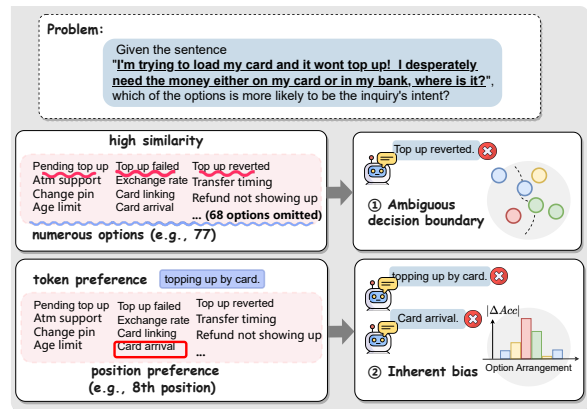 Problem:
Given the sentence
"I'm trying to load my card and it wont top up! I desperately
need the money either on my card or in my bank, where is it?",
which of the options is more likely to be the inquiry's intent?
high similarity
Pending top up Top up failed Top up reverted
Atm support Exchange rate Transfer timing
Change pin Card linking Refund not showing up
Age limit Card arrival ... (68 options omitted)
numerous options (e.g., 77)
Top up reverted.
① Ambiguous
decision boundary
token preference topping up by card.
Pending top up Top up failed Top up reverted
Atm support Exchange rate Transfer timing
Change pin Card linking Refund not showing up
Age limit Card arrival ...
position preference
(e.g., 8th position)
topping up by card.
Card arrival.
|ΔAcc|
② Inherent bias
Option Arrangement